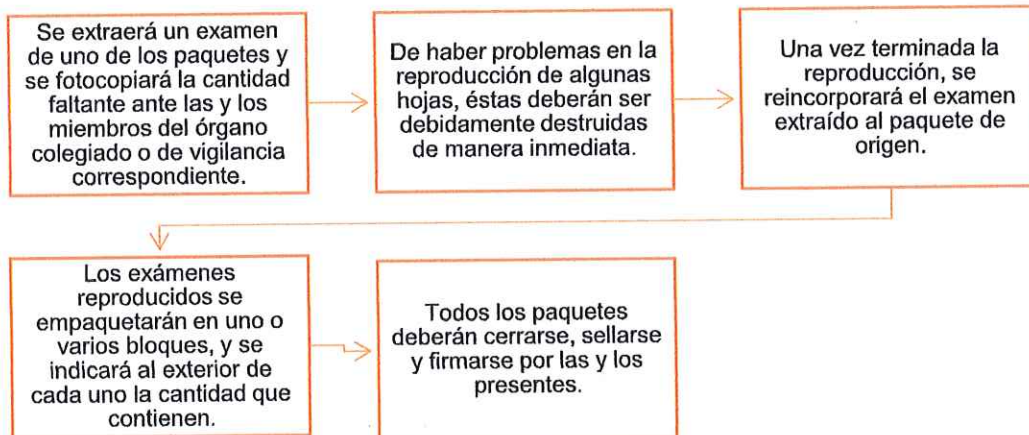 Se extraerá un examen
de uno de los paquetes y
se fotocopiará la cantidad
faltante ante las y los
miembros del órgano
colegiado o de vigilancia
correspondiente.
De haber problemas en la
reproducción de algunas
hojas, éstas deberán ser
debidamente destruidas
de manera inmediata.
Una vez terminada la
reproducción, se
reincorporará el examen
extraído al paquete de
origen.
Los exámenes
reproducidos se
empaquetarán en uno o
varios bloques, y se
indicará al exterior de
cada uno la cantidad que
contienen.
Todos los paquetes
deberán cerrarse, sellarse
y firmarse por las y los
presentes.